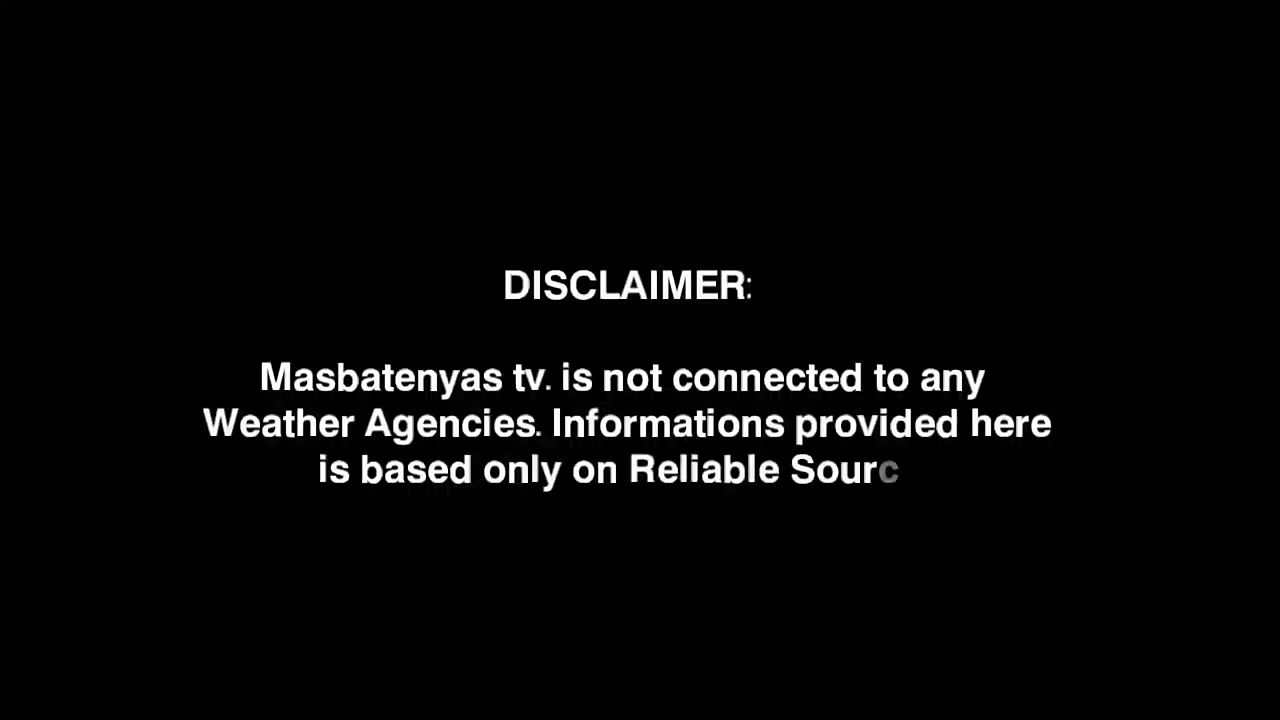 DISCLAIMER:
Masbatenyas tv. is not connected to any
Weather Agencies. Informations provided here
is based only on Reliable Sourc